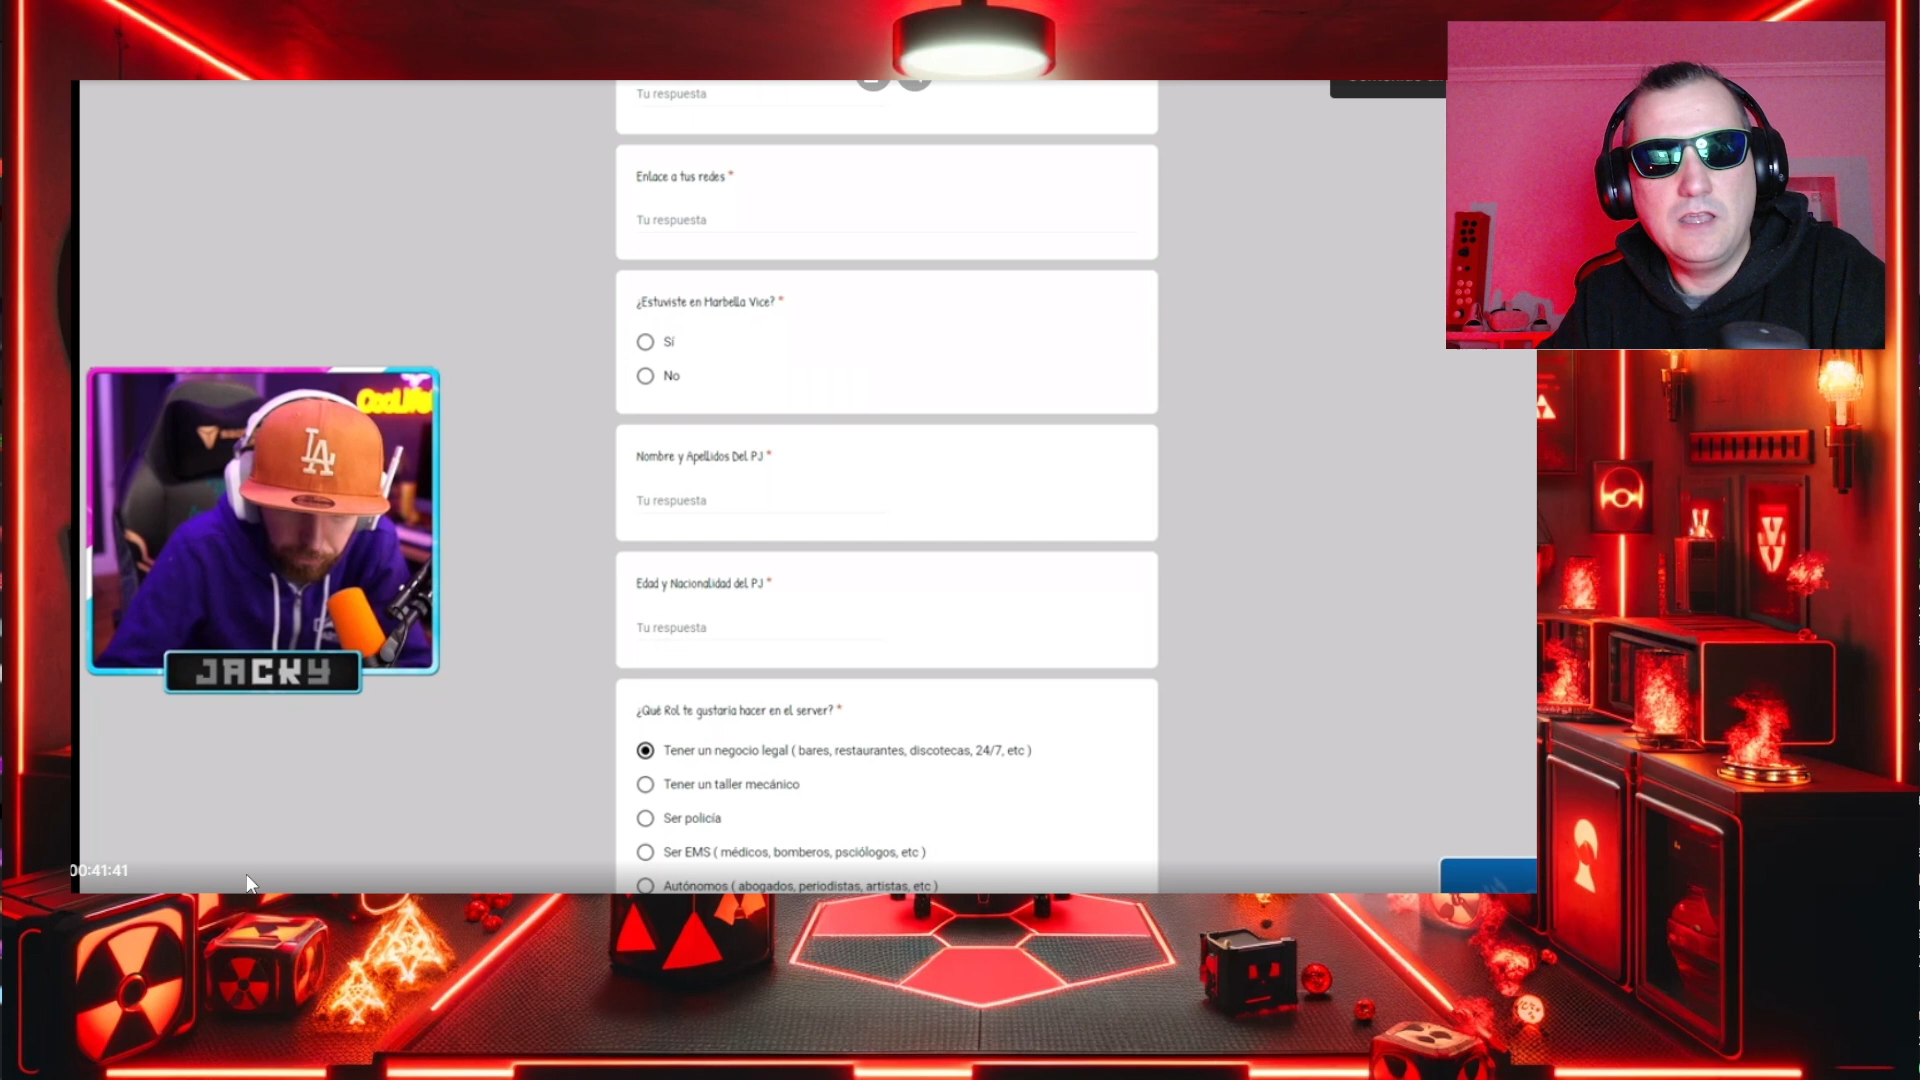 Tu respuesta
Enlace a tus redes *
Tu respuesta
¿Estuviste en Marbella Vice? *
Sí
No
Nombre y Apellidos Del PJ *
Tu respuesta
Edad y Nacionalidad del PJ *
Tu respuesta
¿Qué Rol te gustaría hacer en el server? *
Tener un negocio legal ( bares, restaurantes, discotecas, 24/7, etc )
Tener un taller mecánico
Ser policía
Ser EMS ( médicos, bomberos, psciólogos, etc )
Autónomos ( abogados, periodistas, artistas, etc )
LA
JACKY
00:41:41